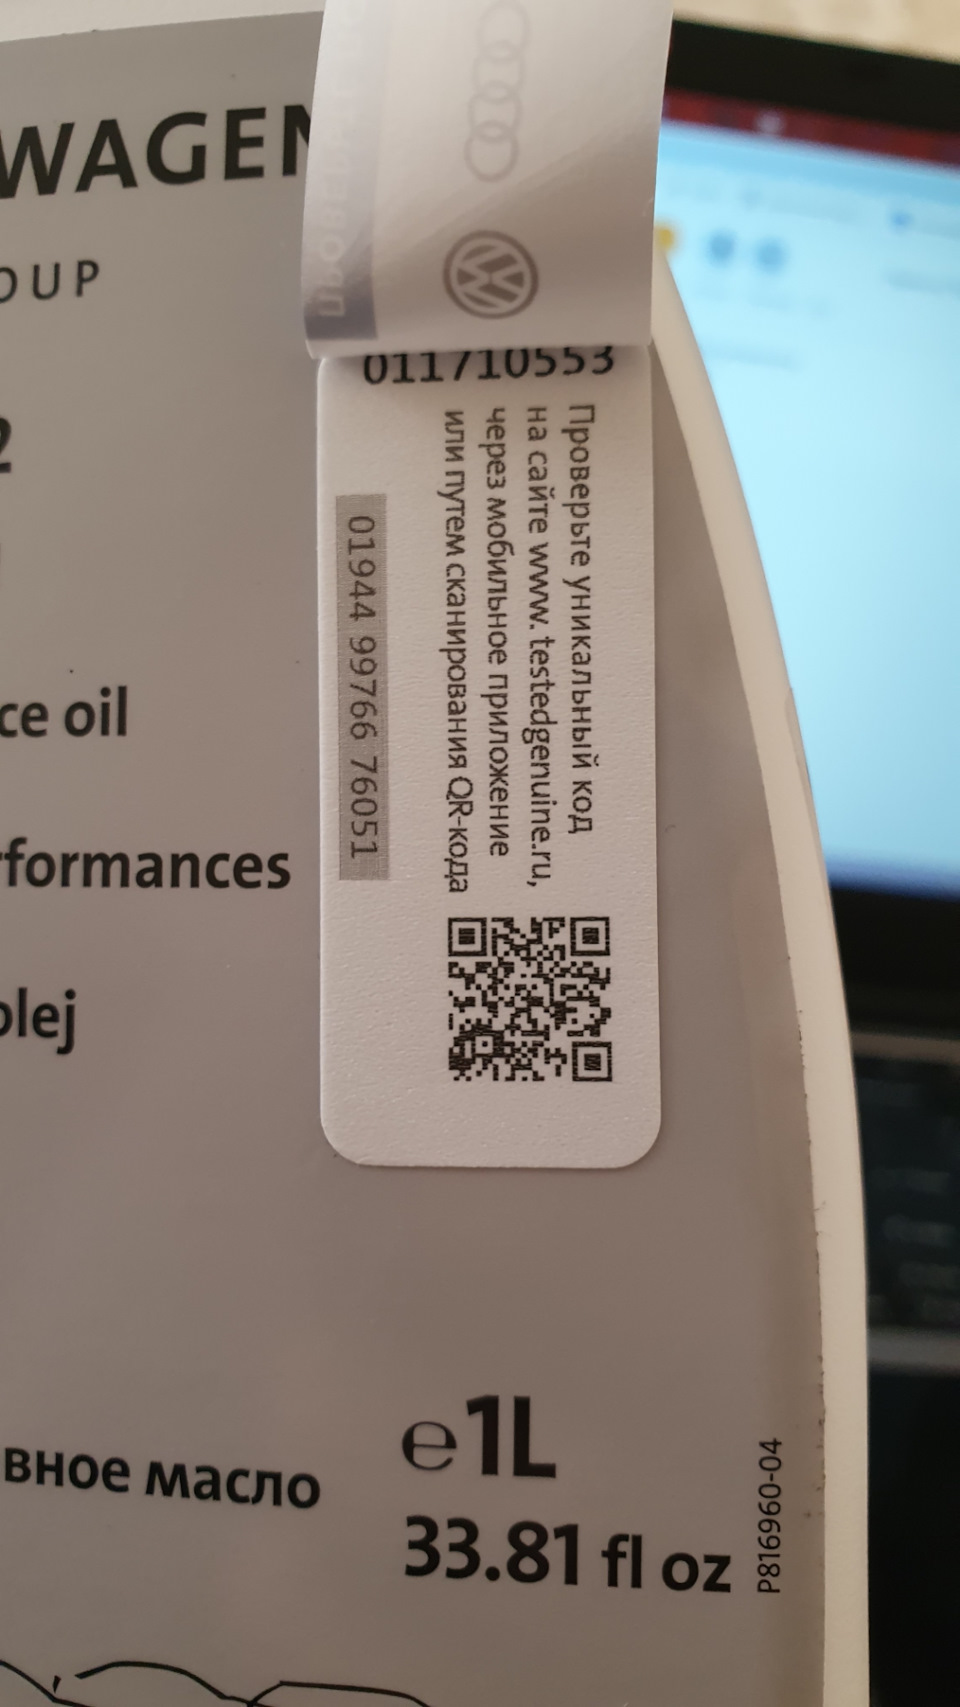 WAGEN
OUP
2
011710553
Проверьте уникальный код
на сайте www.testedgenuine.ru,
через мобильное приложение
или путем сканирования QR-кода
01944 99766 76051
ce oil
formances
olej
вное масло
e1L
33.81 fl oz
P816960-04